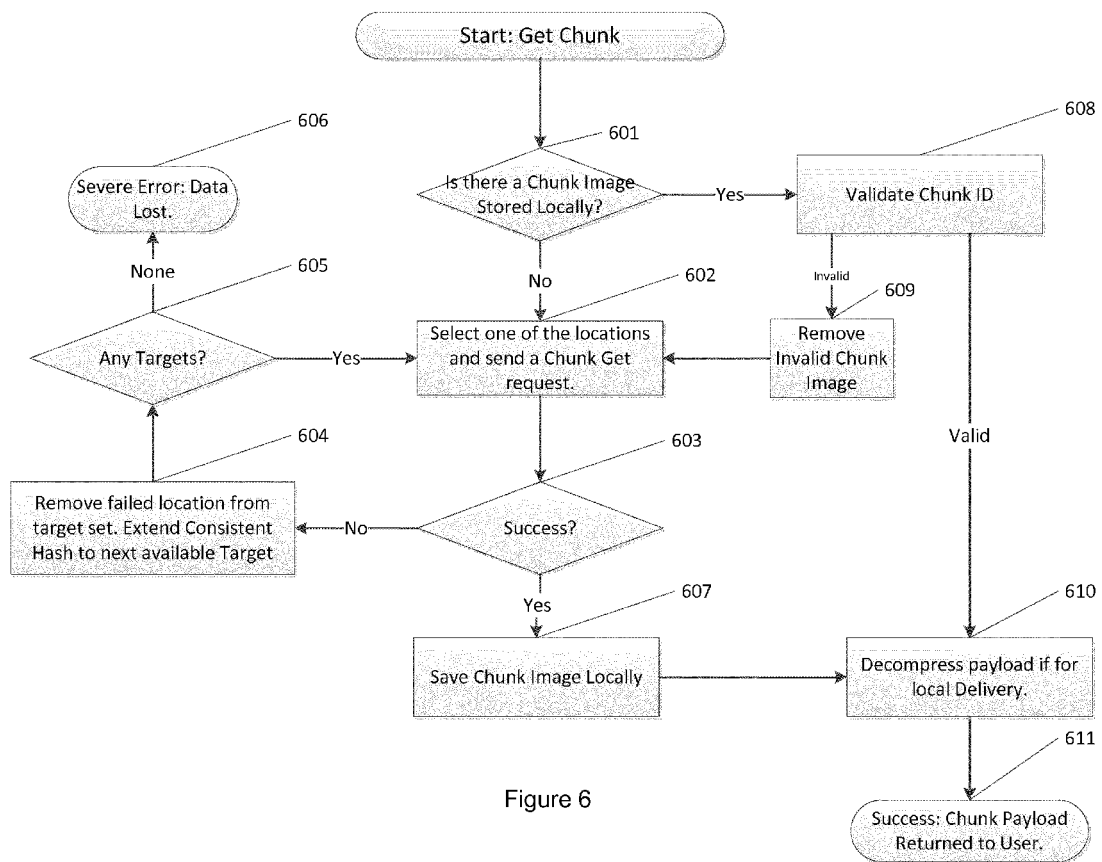 Start: Get Chunk
606
601
608
Severe Error: Data
Lost.
Is there a Chunk Image
Stored Locally?
Yes
Validate Chunk ID
None
605
No
602
Invalid
609
Any Targets?
Yes
Select one of the locations
and send a Chunk Get
request.
Remove
Invalid Chunk
Image
604
603
Valid
Remove failed location from
target set. Extend Consistent
Hash to next available Target
No
Success?
Yes
607
610
Save Chunk Image Locally
Decompress payload if for
local Delivery.
611
Figure 6
Success: Chunk Payload
Returned to User.